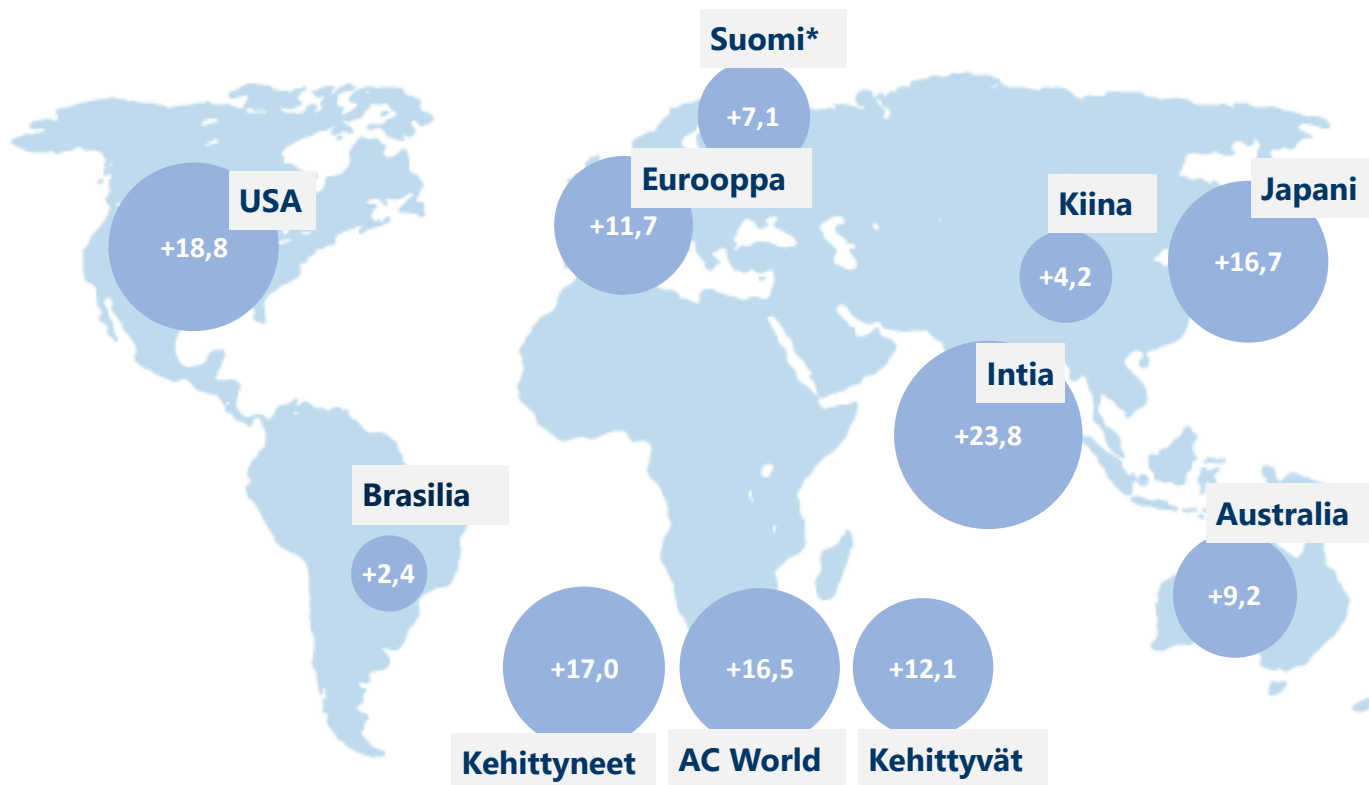 Suomi*
+7,1
USA
+18,8
Eurooppa
+11,7
Kiina
+4,2
Japani
+16,7
Intia
+23,8
Brasilia
+2,4
Australia
+9,2
+17,0
Kehittyneet
+16,5
AC World
+12,1
Kehittyvät